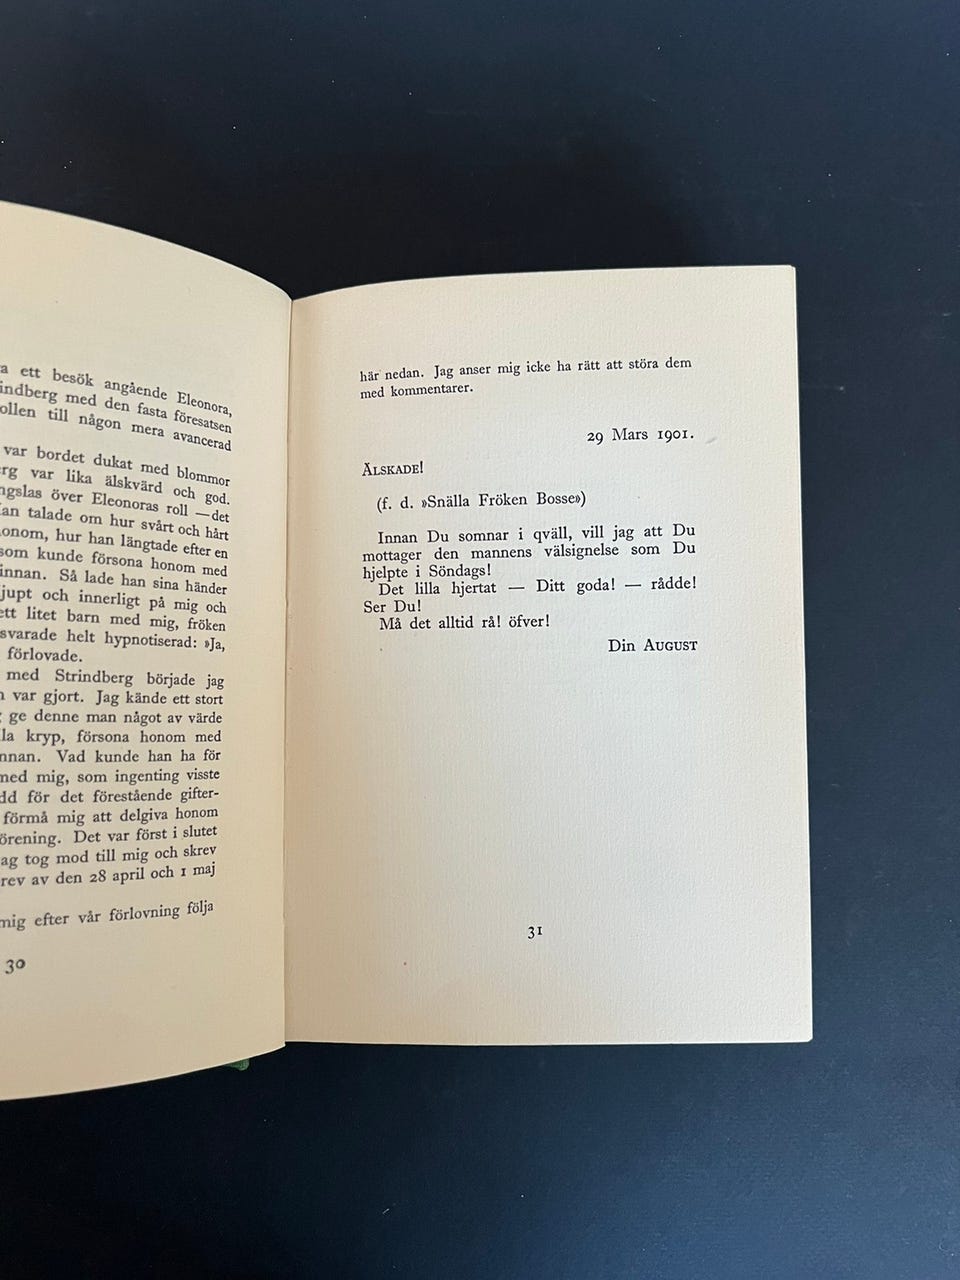 ett besök angående Eleonora,
indberg med den fasta föresatsen
ollen till någon mera avancerad
var bordet dukat med blommor
rg var lika älskvärd och god.
ngslas över Eleonoras roll — det
an talade om hur svårt och hårt
onom, hur han längtade efter en
som kunde försona honom med
innan. Så lade han sina händer
jupt och innerligt på mig och
ett litet barn med mig, fröken
svarade helt hypnotiserad: »Ja,
förlovade.
med Strindberg började jag
var gjort. Jag kände ett stort
ge denne man något av värde
la kryp, försona honom med
nnan. Vad kunde han ha för
med mig, som ingenting visste
dd för det förestående gifter-
förmå mig att delgiva honom
örening. Det var först i slutet
ag tog mod till mig och skrev
rev av den 28 april och 1 maj
mig efter vår förlovning följa
30
här nedan. Jag anser mig icke ha rätt att störa dem
med kommentarer.
29 Mars 1901.
Älskade!
(f. d. »Snälla Fröken Bosse»)
Innan Du somnar i qväll, vill jag att Du
mottager den mannens välsignelse som Du
hjelpte i Söndags!
Det lilla hjertat — Ditt goda! — rådde!
Ser Du!
Må det alltid rå! öfver!
Din August
31